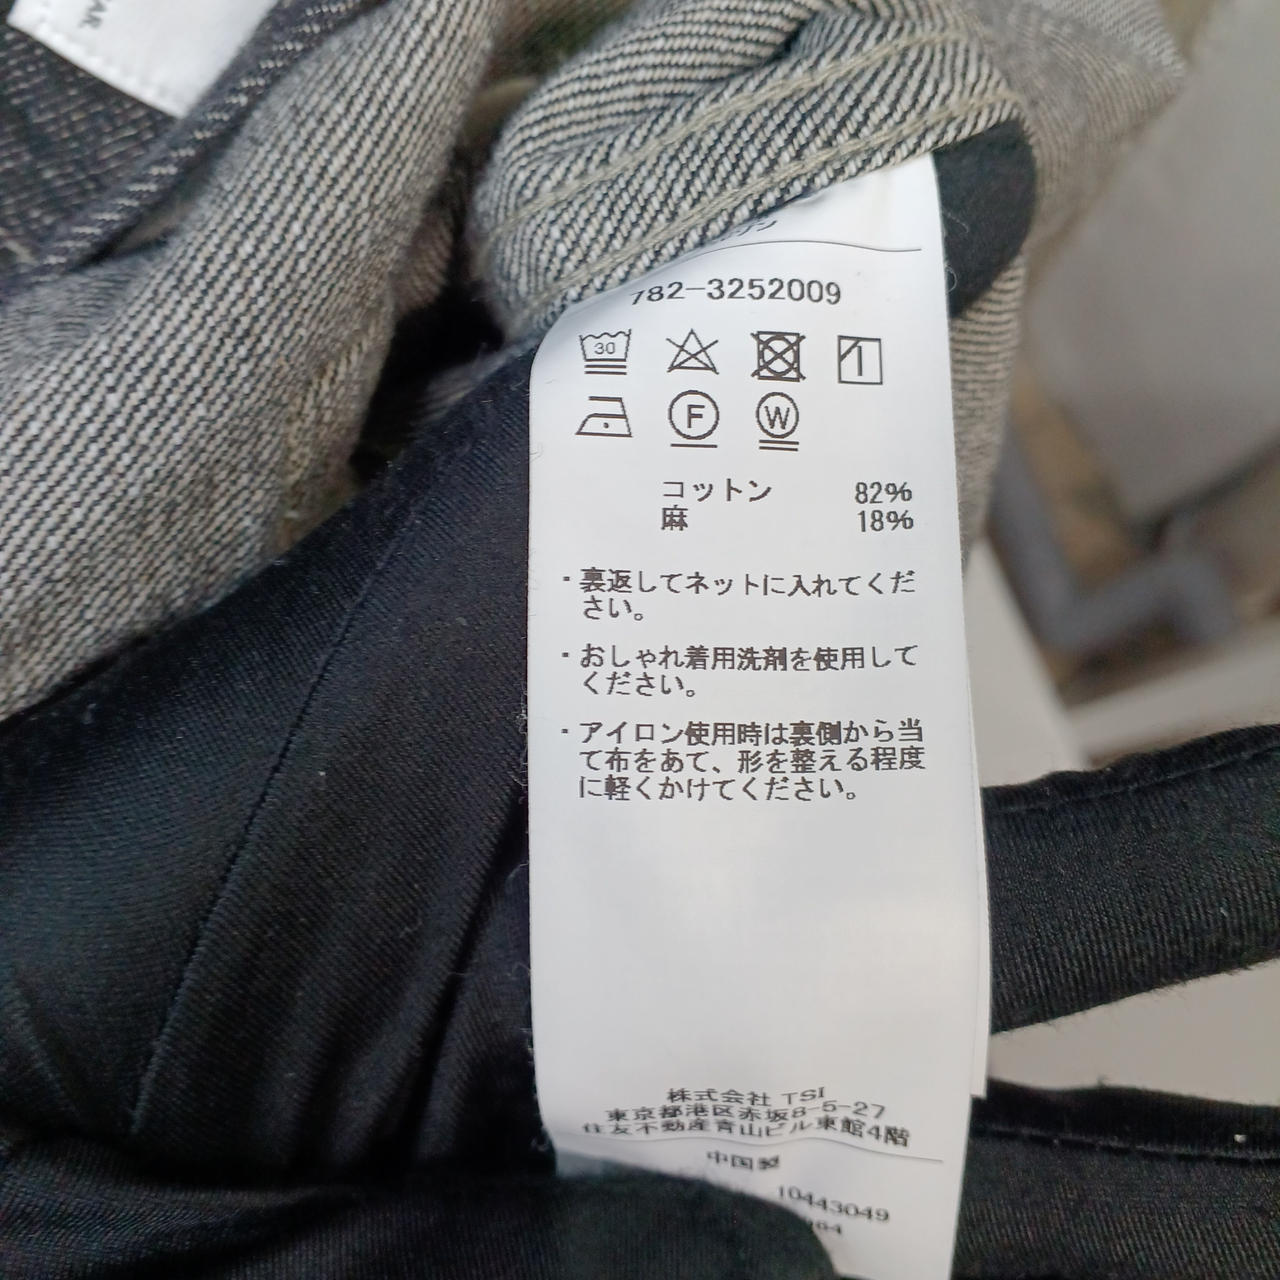 AR.
782-3252009
30
F W
コットン 82%
麻 18%
・裏返してネットに入れてくだ
さい。
・おしゃれ着用洗剤を使用して
ください。
・アイロン使用時は裏側から当
て布をあて、形を整える程度
に軽くかけてください。
株式会社 TSI
東京都港区赤坂8-5-27
住友不動産青山ビル東館4階
中国製
10443049